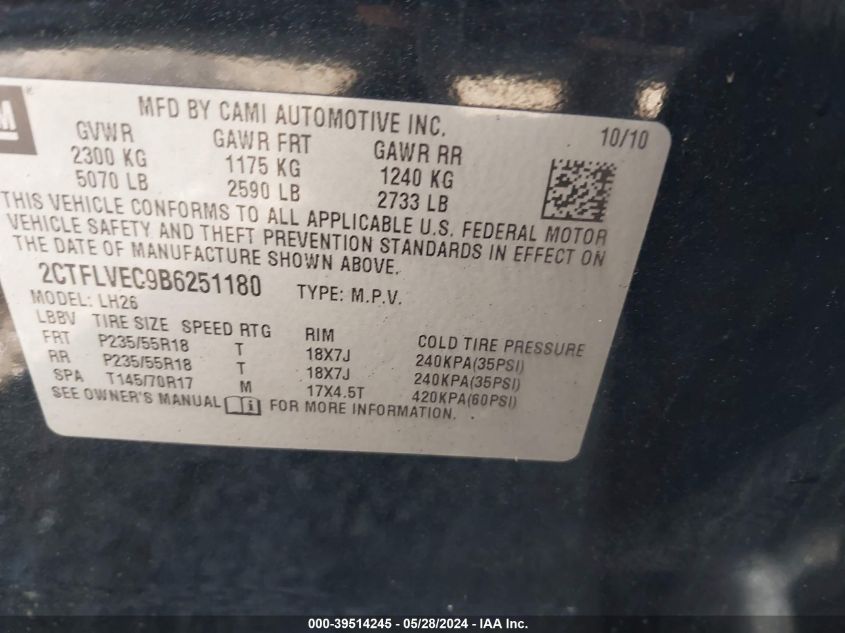 M ®
MFD BY CAMI AUTOMOTIVE INC.
10/10
GVWR GAWR FRT GAWR RR
2300 KG 1175 KG 1240 KG
5070 LB 2590 LB 2733 LB
THIS VEHICLE CONFORMS TO ALL APPLICABLE U.S. FEDERAL MOTOR
VEHICLE SAFETY AND THEFT PREVENTION STANDARDS IN EFFECT ON
THE DATE OF MANUFACTURE SHOWN ABOVE.
2CTFLVEC9B6251180 TYPE: M.P.V.
MODEL: LH26
LBBV TIRE SIZE SPEED RTG RIM COLD TIRE PRESSURE
FRT P235/55R18 T 18X7J 240KPA(35PSI)
RR P235/55R18 T 18X7J 240KPA(35PSI)
SPA T145/70R17 M 17X4.5T 420KPA(60PSI)
SEE OWNER'S MANUAL i FOR MORE INFORMATION.
000-39514245 - 05/28/2024 - IAA Inc.